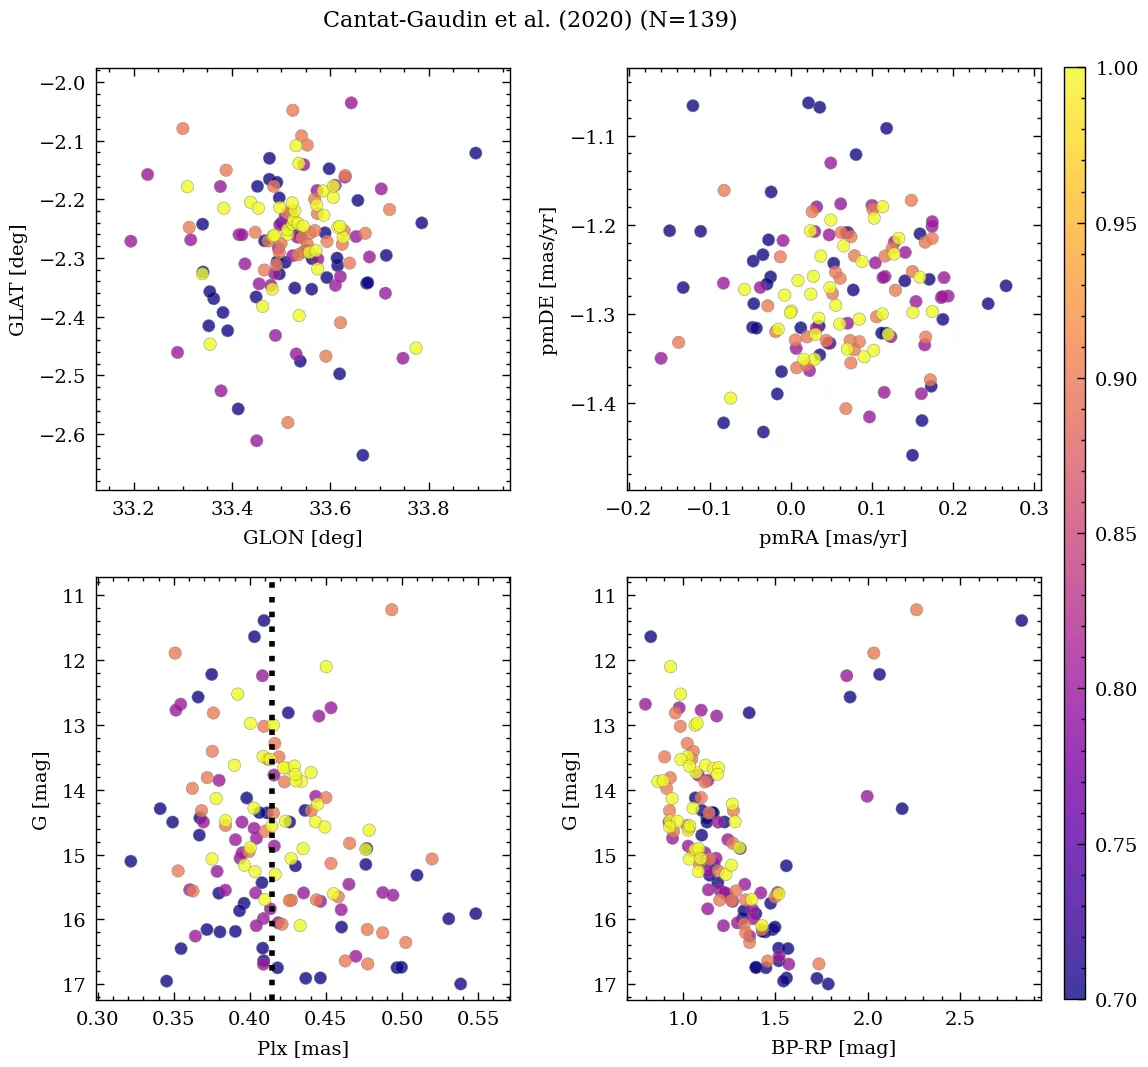 Cantat-Gaudin et al. (2020) (N=139)
−2.0
−2.1
−2.2
−2.3
−2.4
−2.5
−2.6
GLAT [deg]
33.2 33.4 33.6 33.8
GLON [deg]
−1.1
−1.2
−1.3
−1.4
pmDE [mas/yr]
−0.2 −0.1 0.0 0.1 0.2 0.3
pmRA [mas/yr]
11
12
13
14
15
16
17
G [mag]
0.30 0.35 0.40 0.45 0.50 0.55
Plx [mas]
11
12
13
14
15
16
17
G [mag]
1.0 1.5 2.0 2.5
BP-RP [mag]
1.00
0.95
0.90
0.85
0.80
0.75
0.70